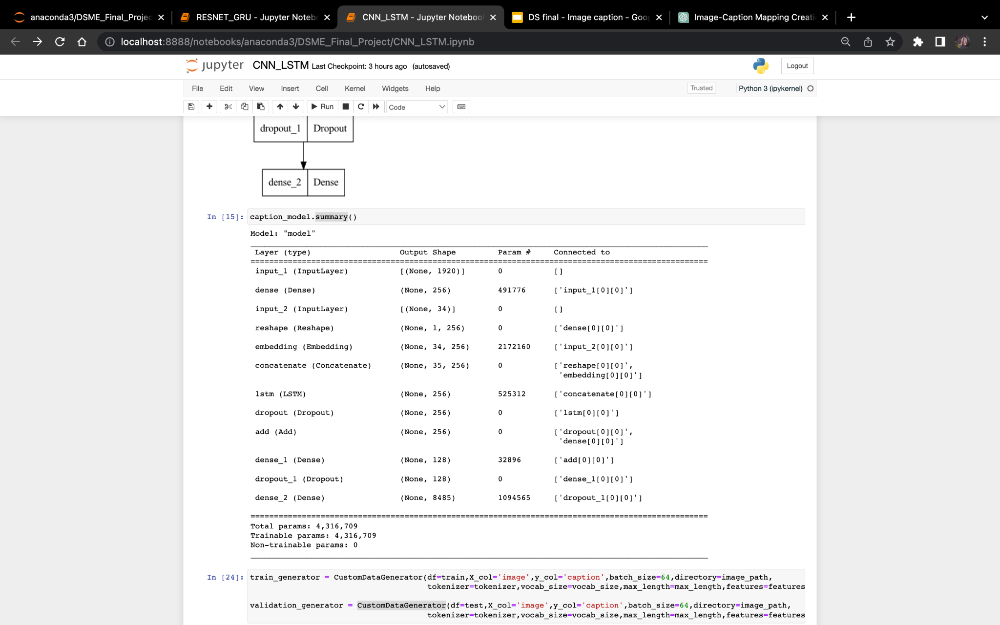 anaconda3/DSME_Final_Projec
RESNET_GRU - Jupyter Noteb
CNN_LSTM - Jupyter Notebool
DS final - Image caption - Goo
Image-Caption Mapping Creati
localhost:8888/notebooks/anaconda3/DSME_Final_Project/CNN_LSTM.ipynb
jupyter CNN_LSTM Last Checkpoint: 3 hours ago (autosaved)
Logout
File Edit View Insert Cell Kernel Widgets Help
Trusted
Python 3 (ipykernel)
Run
Code
dropout_1 Dropout
dense_2 Dense
In [15]: caption_model.summary()
Model: "model"
Layer (type) Output Shape Param # Connected to
==================================================================================================
input_1 (InputLayer) [(None, 1920)] 0 []
dense (Dense) (None, 256) 491776 ['input_1[0][0]']
input_2 (InputLayer) [(None, 34)] 0 []
reshape (Reshape) (None, 1, 256) 0 ['dense[0][0]']
embedding (Embedding) (None, 34, 256) 2172160 ['input_2[0][0]']
concatenate (Concatenate) (None, 35, 256) 0 ['reshape[0][0]',
'embedding[0][0]']
lstm (LSTM) (None, 256) 525312 ['concatenate[0][0]']
dropout (Dropout) (None, 256) 0 ['lstm[0][0]']
add (Add) (None, 256) 0 ['dropout[0][0]',
'dense[0][0]']
dense_1 (Dense) (None, 128) 32896 ['add[0][0]']
dropout_1 (Dropout) (None, 128) 0 ['dense_1[0][0]']
dense_2 (Dense) (None, 8485) 1094565 ['dropout_1[0][0]']
==================================================================================================
Total params: 4,316,709
Trainable params: 4,316,709
Non-trainable params: 0
In [24]: train_generator = CustomDataGenerator(df=train,X_col='image',y_col='caption',batch_size=64,directory=image_path,
tokenizer=tokenizer,vocab_size=vocab_size,max_length=max_length,features=features
validation_generator = CustomDataGenerator(df=test,X_col='image',y_col='caption',batch_size=64,directory=image_path,
tokenizer=tokenizer,vocab_size=vocab_size,max_length=max_length,features=features